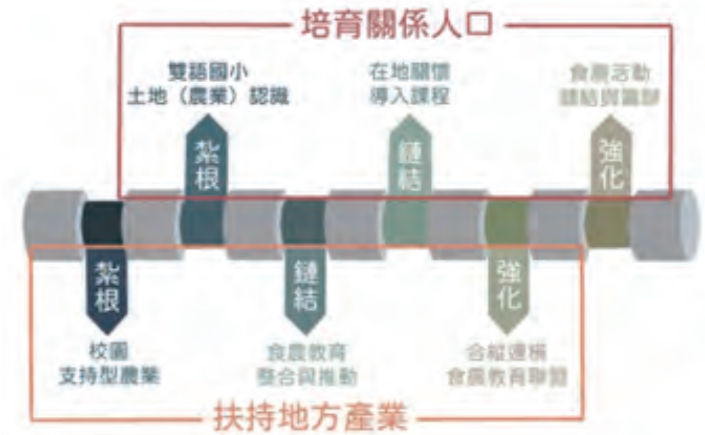 培育關係人口
雙語國小
土地（農業）認識
在地關懷
導入課程
食農活動
鏈結與籌辦
紮根
鏈結
強化
紮根
鏈結
強化
校園
支持型農業
食農教育
整合與推動
合縱連橫
食農教育聯盟
扶持地方產業